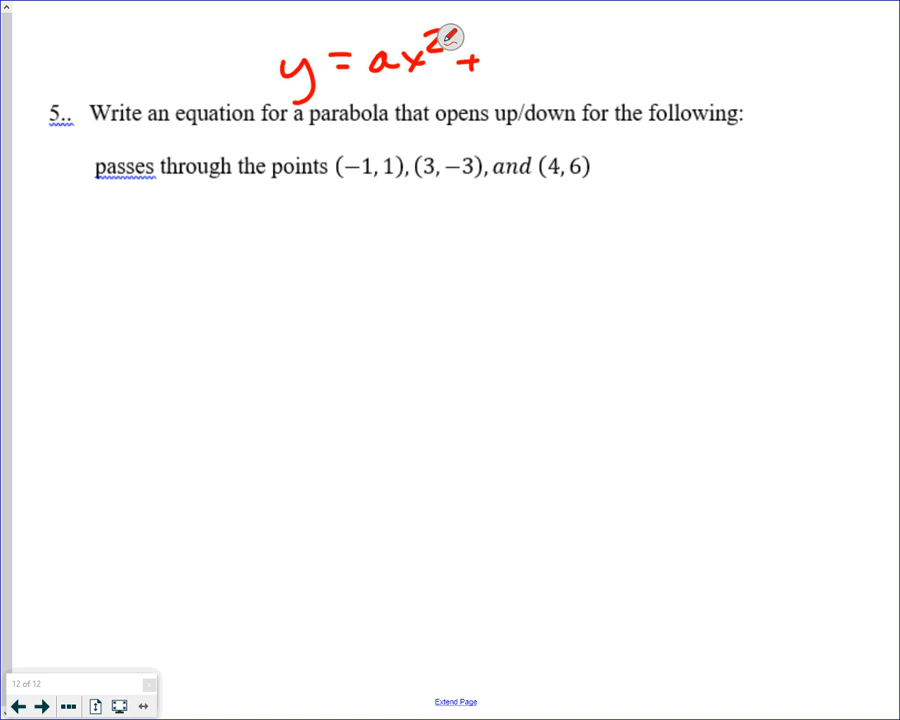 y = ax² +
5.. Write an equation for a parabola that opens up/down for the following:
passes through the points (−1, 1), (3, −3), and (4, 6)
12 of 12
Extend Page